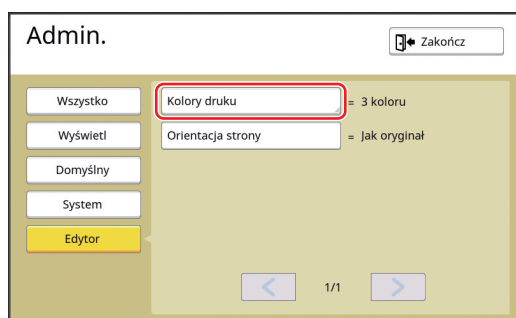 Admin.
Zakończ
Wszystko
Kolory druku = 3 koloru
Wyświetl
Orientacja strony = Jak oryginał
Domyślny
System
Edytor
1/1